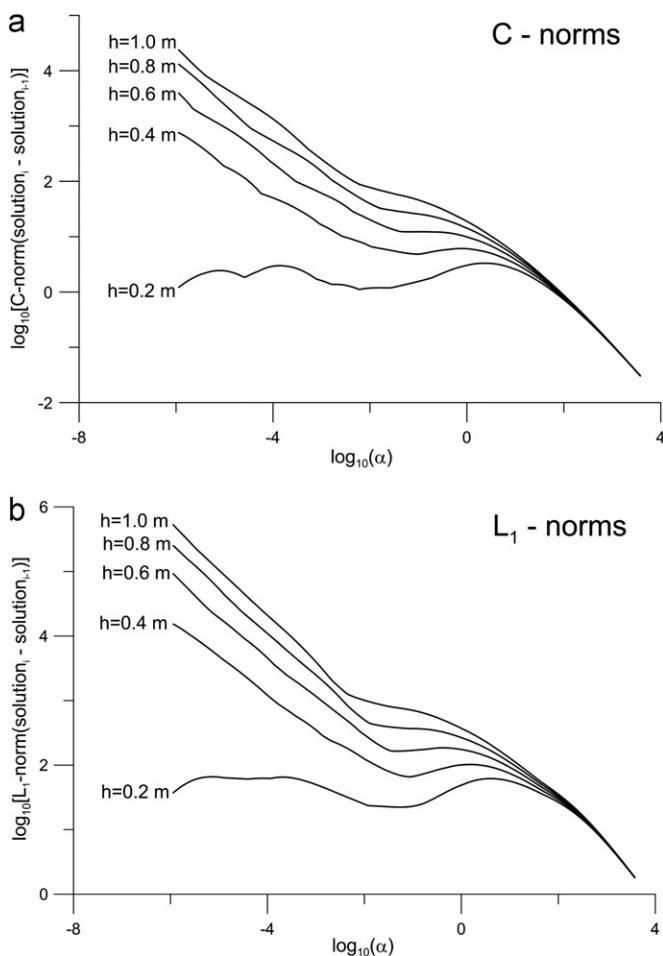 a
C - norms
log₁₀[C-norm(solutionᵢ - solutionᵢ₋₁)]
4
2
0
-2
h=1.0 m
h=0.8 m
h=0.6 m
h=0.4 m
h=0.2 m
-8
-4
0
4
log₁₀(α)
b
L₁ - norms
log₁₀[L₁-norm(solutionᵢ - solutionᵢ₋₁)]
6
4
2
0
h=1.0 m
h=0.8 m
h=0.6 m
h=0.4 m
h=0.2 m
-8
-4
0
4
log₁₀(α)